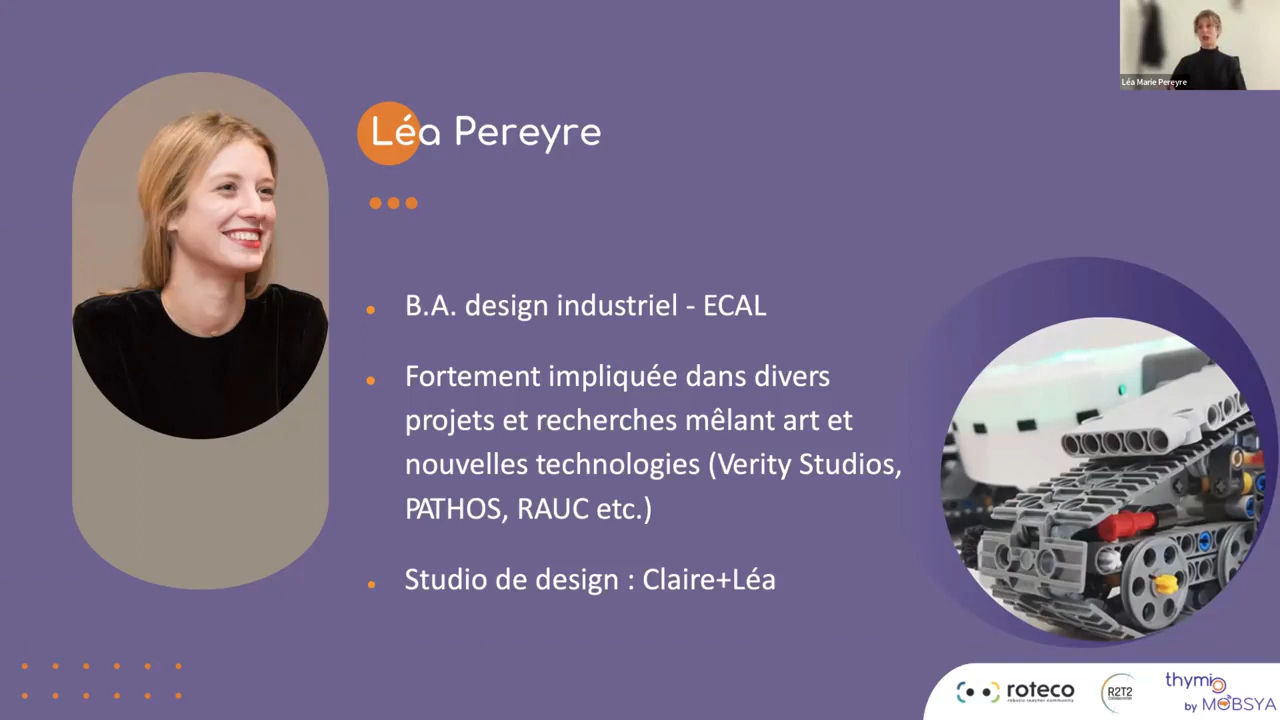 Léa Marie Pereyre
Léa Pereyre
B.A. design industriel - ECAL
Fortement impliquée dans divers
projets et recherches mêlant art et
nouvelles technologies (Verity Studios,
PATHOS, RAUC etc.)
Studio de design : Claire+Léa
roteco
robotic teacher community
R2T2
thymio
by MOBSYA